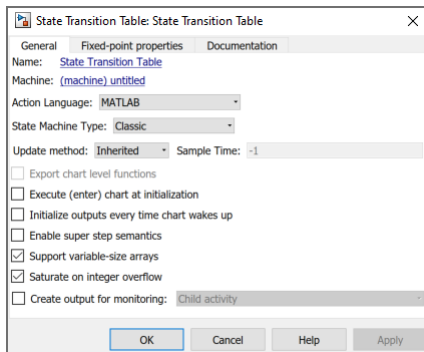 State Transition Table: State Transition Table
General Fixed-point properties Documentation
Name: State Transition Table
Machine: (machine) untitled
Action Language: MATLAB
State Machine Type: Classic
Update method: Inherited Sample Time: -1
Export chart level functions
Execute (enter) chart at initialization
Initialize outputs every time chart wakes up
Enable super step semantics
Support variable-size arrays
Saturate on integer overflow
Create output for monitoring: Child activity
OK Cancel Help Apply